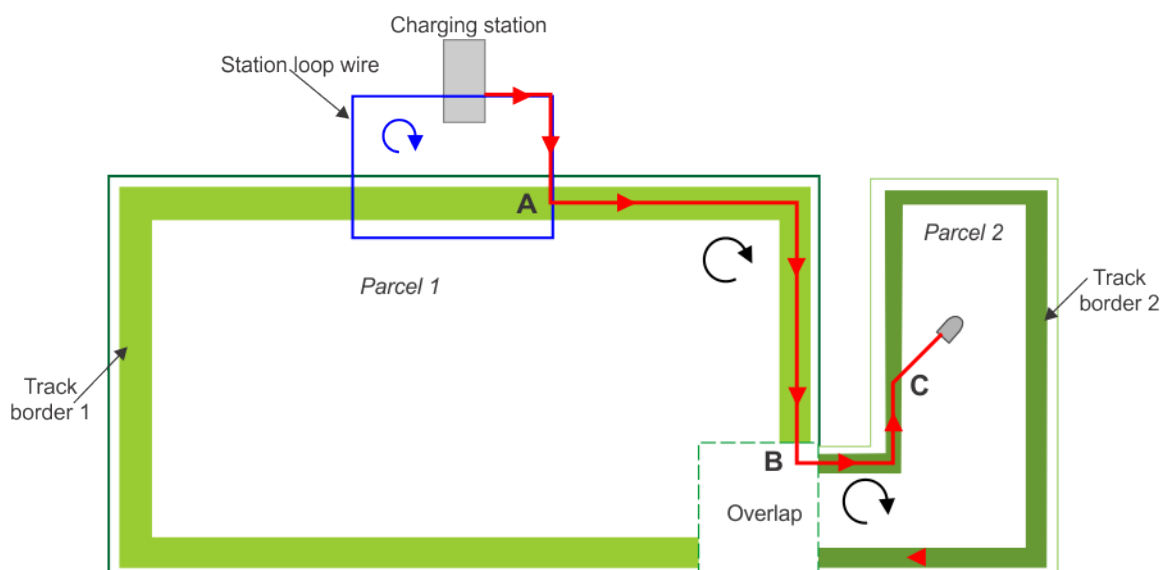 Charging station
Station loop wire
A
Parcel 2
Parcel 1
Track
border 2
Track
border 1
C
B
Overlap